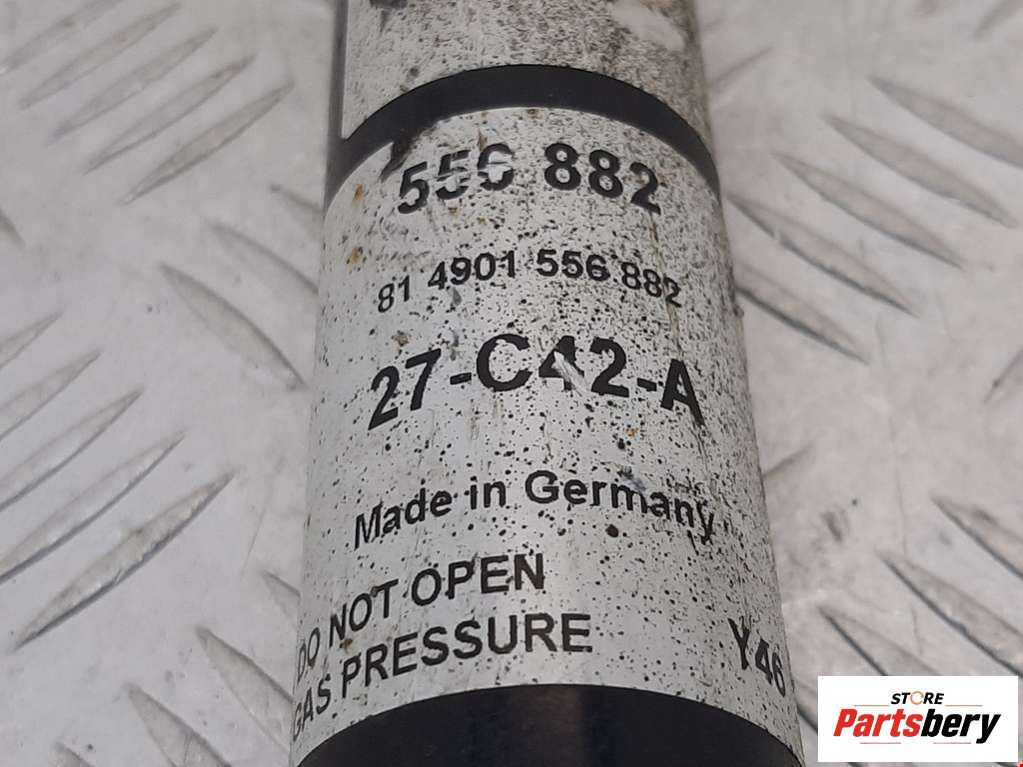 556 882
81 4901 556 882
27-C42-A
Made in Germany
DO NOT OPEN
GAS PRESSURE
Y46
STORE
Partsbery